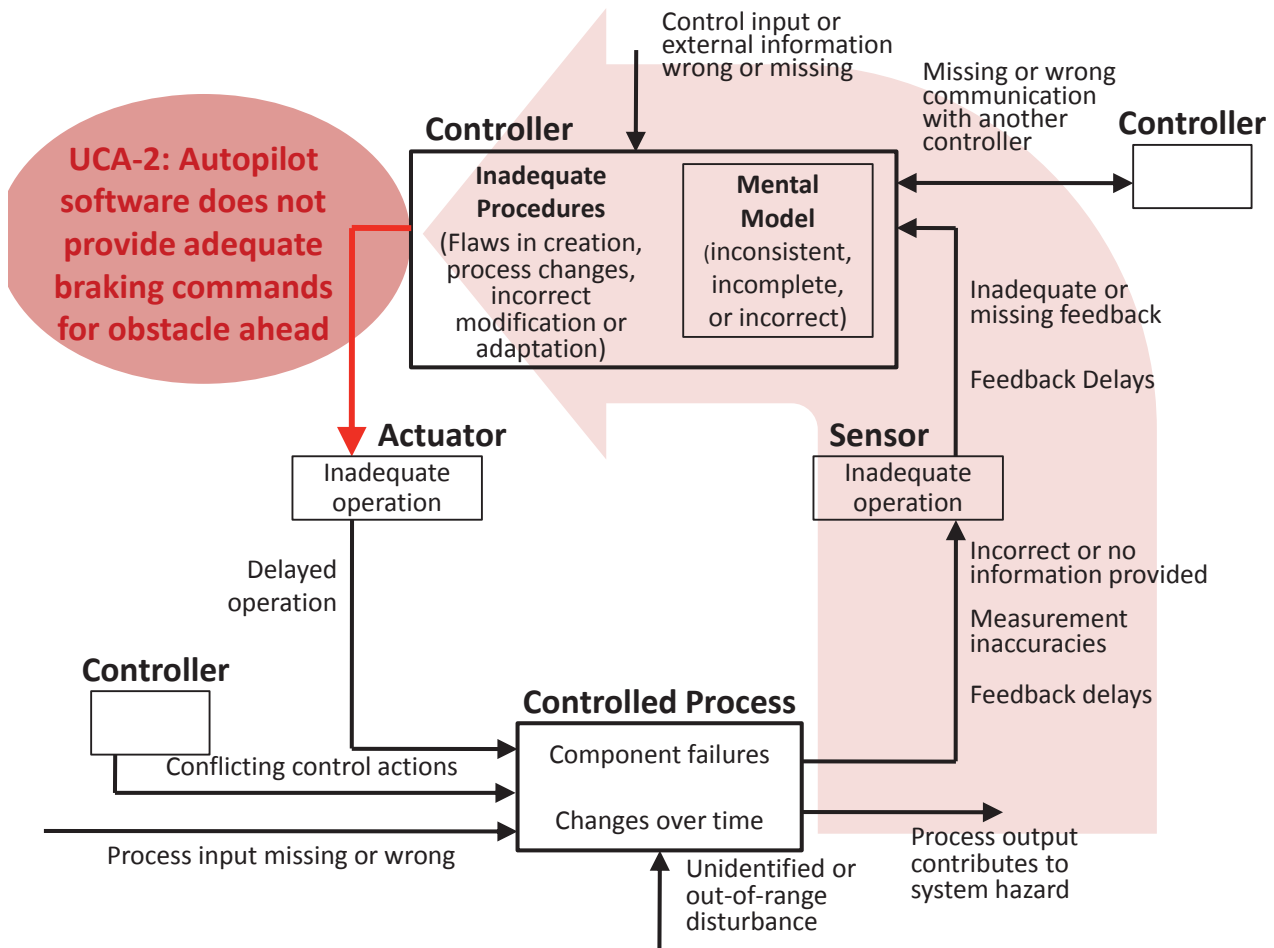 Control input or
external information
wrong or missing
Missing or wrong
communication
with another
controller
Controller
Controller
UCA-2: Autopilot
software does not
provide adequate
braking commands
for obstacle ahead
Inadequate
Procedures
(Flaws in creation,
process changes,
incorrect
modification or
adaptation)
Mental
Model
(inconsistent,
incomplete,
or incorrect)
Inadequate or
missing feedback
Feedback Delays
Actuator
Inadequate
operation
Sensor
Inadequate
operation
Delayed
operation
Incorrect or no
information provided
Measurement
inaccuracies
Feedback delays
Controller
Conflicting control actions
Process input missing or wrong
Controlled Process
Component failures
Changes over time
Unidentified or
out-of-range
disturbance
Process output
contributes to
system hazard